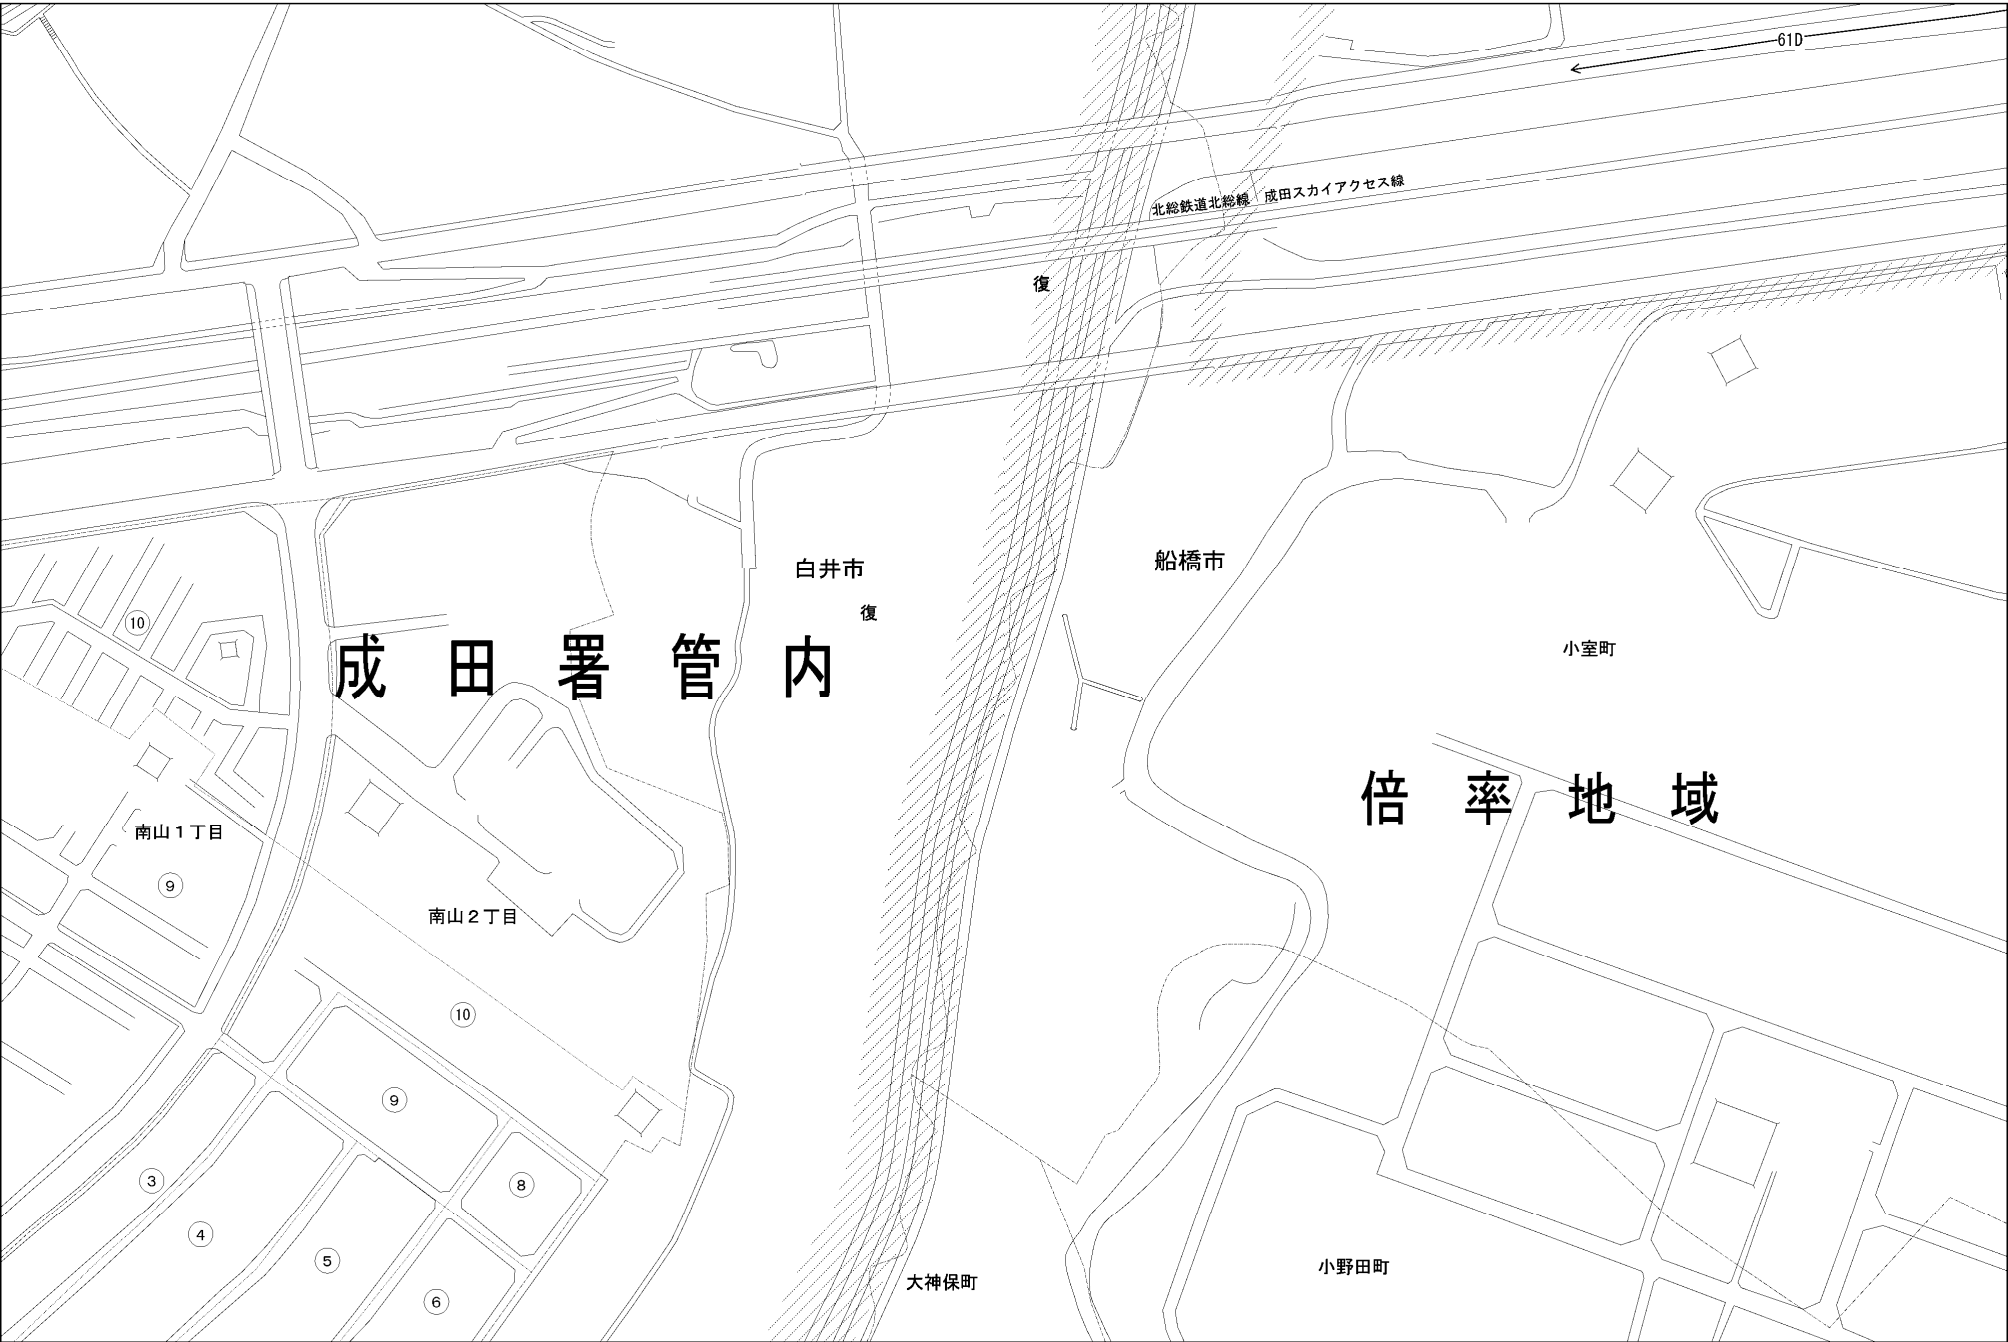 61D
北総鉄道北総線 成田スカイアクセス線
復
白井市
船橋市
復
⑩
小室町
成田署管内
倍率地域
南山1丁目
⑨
南山2丁目
⑩
⑨
③
⑧
④
⑤
小野田町
大神保町
⑥